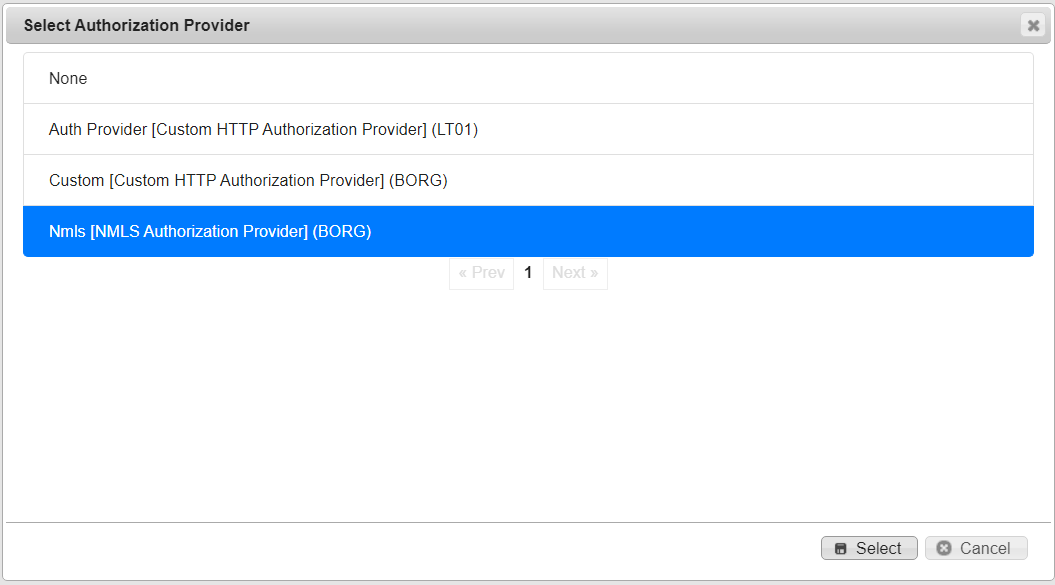 Select Authorization Provider
None
Auth Provider [Custom HTTP Authorization Provider] (LT01)
Custom [Custom HTTP Authorization Provider] (BORG)
Nmls [NMLS Authorization Provider] (BORG)
« Prev 1 Next »
Select Cancel